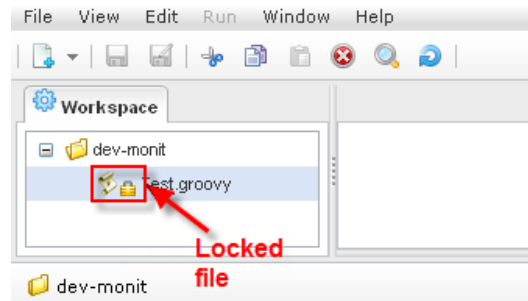 File View Edit Run Window Help
Workspace
dev-monit
Test.groovy
Locked
file
dev-monit